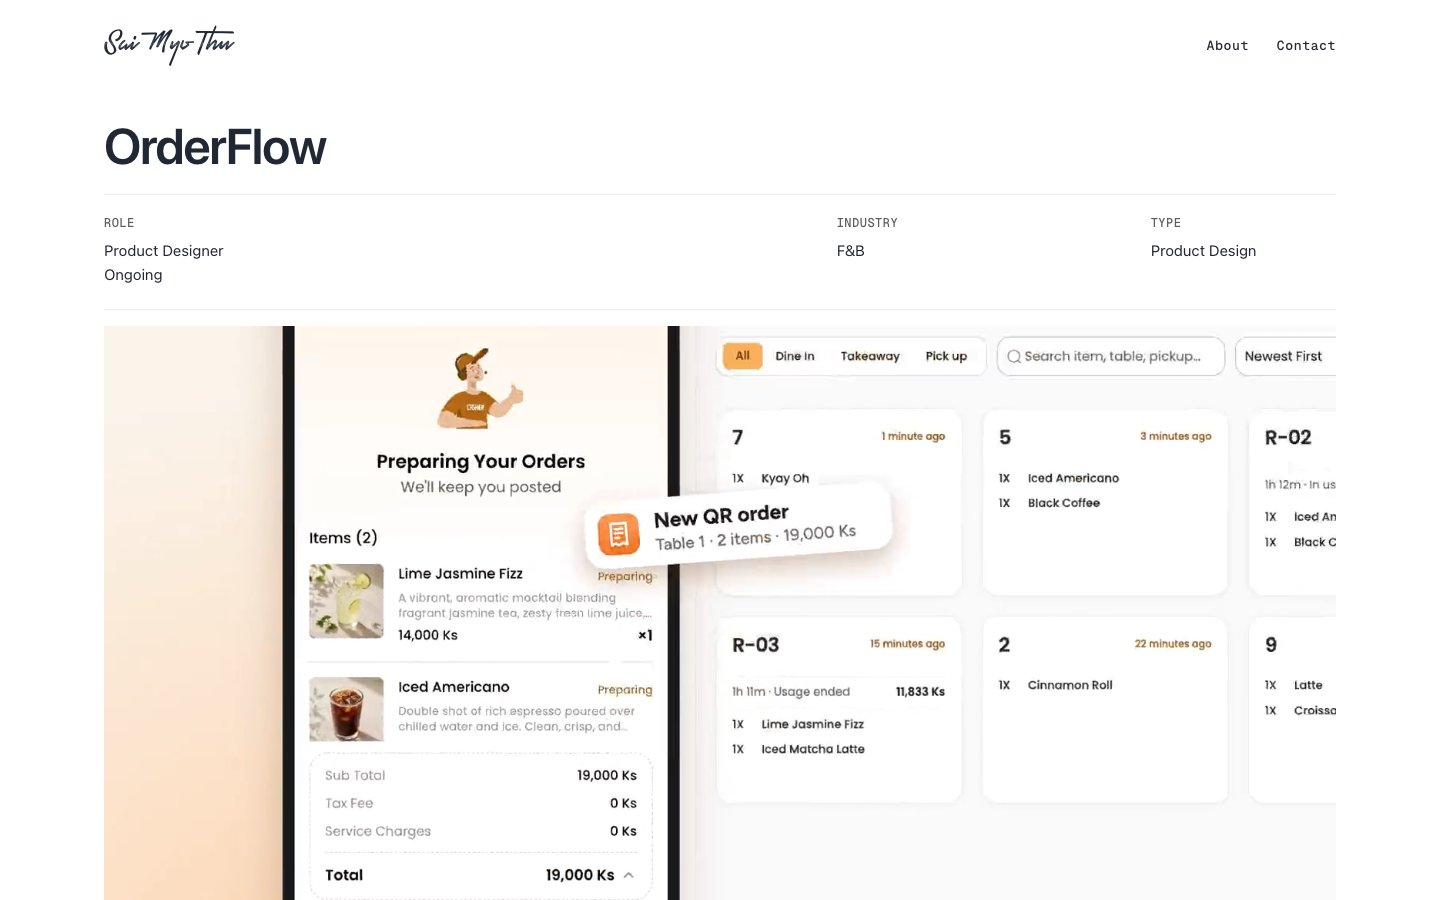 Sai Myo Thu
About
Contact
OrderFlow
ROLE
Product Designer
Ongoing
INDUSTRY
F&B
TYPE
Product Design
Preparing Your Orders
We'll keep you posted
Items (2)
Lime Jasmine Fizz
Preparing
A vibrant, aromatic mocktail blending
fragrant jasmine tea, zesty fresh lime juice,...
14,000 Ks
×1
Iced Americano
Preparing
Double shot of rich espresso poured over
chilled water and ice. Clean, crisp, and...
Sub Total
19,000 Ks
Tax Fee
0 Ks
Service Charges
0 Ks
Total
19,000 Ks
New QR order
Table 1 · 2 items · 19,000 Ks
All
Dine In
Takeaway
Pick up
Search item, table, pickup...
Newest First
7
1 minute ago
1X Kyay Oh
5
3 minutes ago
1X Iced Americano
1X Black Coffee
R-02
1h 12m · In us
1X Iced An
1X Black C
R-03
15 minutes ago
1h 11m · Usage ended
11,833 Ks
1X Lime Jasmine Fizz
1X Iced Matcha Latte
2
22 minutes ago
1X Cinnamon Roll
9
1X Latte
1X Croissa